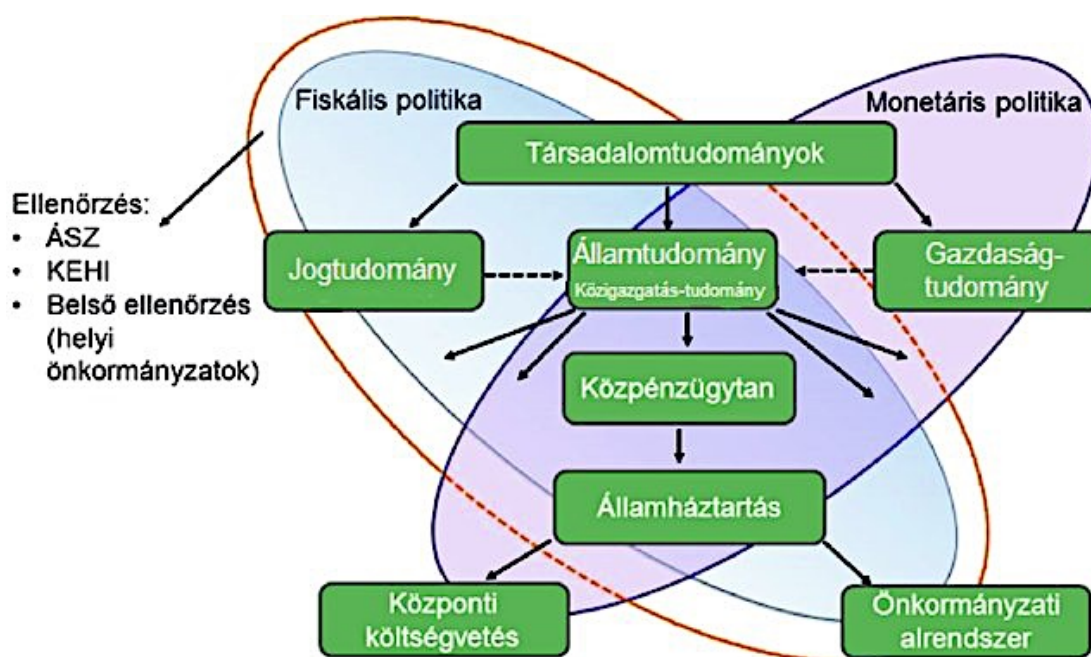 Fiskális politika
Monetáris politika
Társadalomtudományok
Ellenőrzés:
• ÁSZ
• KEHI
• Belső ellenőrzés
(helyi
önkormányzatok)
Jogtudomány
Államtudomány
Közigazgatás-tudomány
Gazdaság-
tudomány
Közpénzügytan
Államháztartás
Központi
költségvetés
Önkormányzati
alrendszer